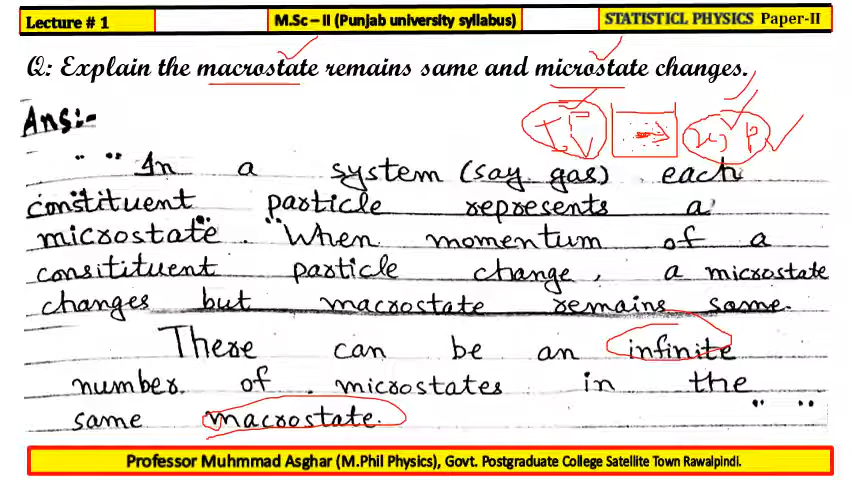 Lecture # 1
M.Sc – II (Punjab university syllabus)
STATISTICL PHYSICS Paper-II
Q: Explain the macrostate remains same and microstate changes.
Ans:-
In a system (say gas) each
constituent particle represents a
microstate. "When momentum of a
consitituent particle change, a microstate
changes but macrostate remains same.
There can be an infinite
number of microstates in the
same macrostate.
Professor Muhmmad Asghar (M.Phil Physics), Govt. Postgraduate College Satellite Town Rawalpindi.